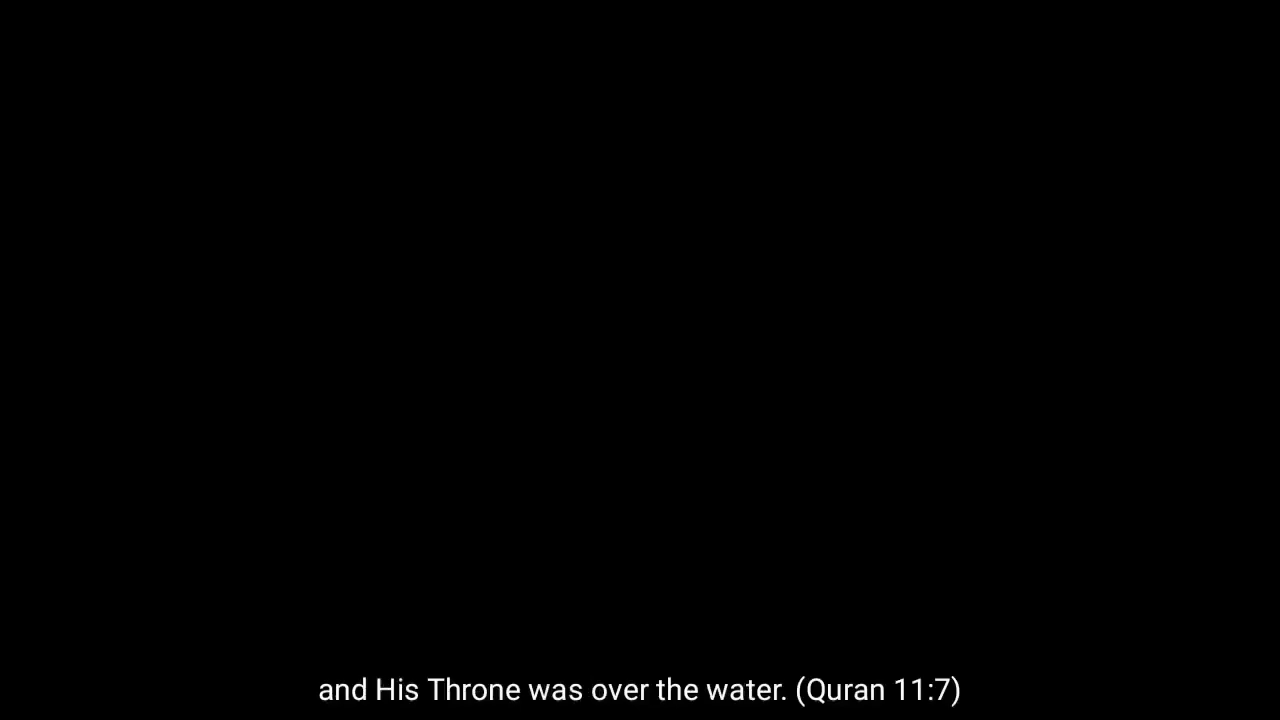 and His Throne was over the water. (Quran 11:7)